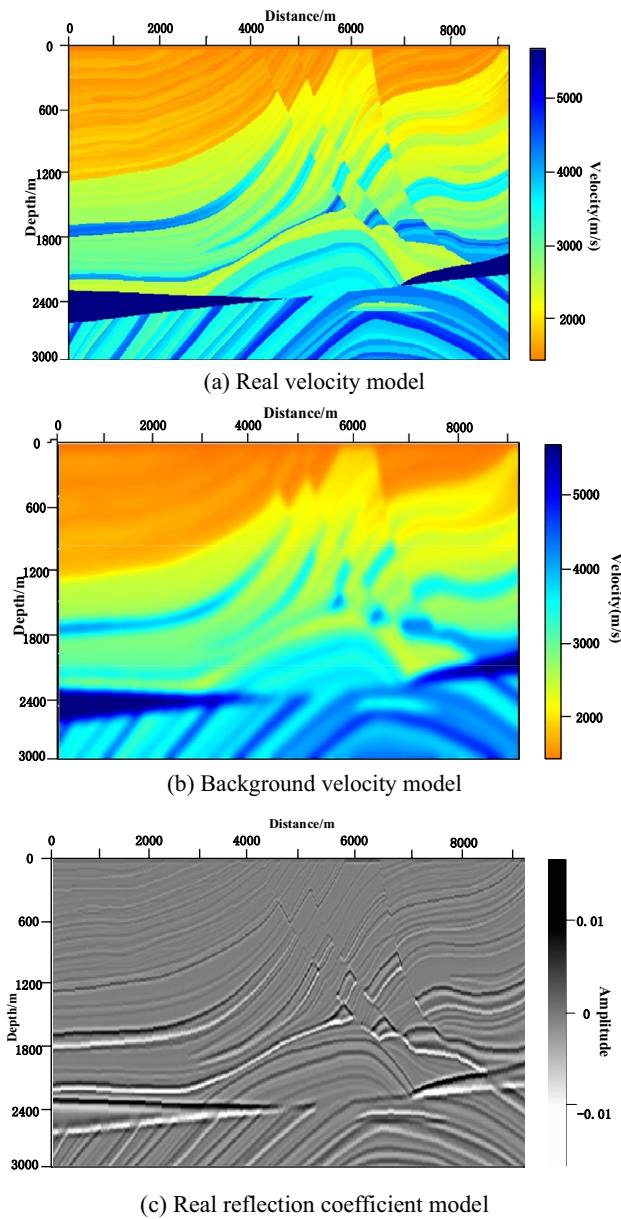 Distance/m
0 2000 4000 6000 8000
0
600
1200
1800
2400
3000
Depth/m
5000
4000
3000
2000
Velocity(m/s)
(a) Real velocity model
Distance/m
0 2000 4000 6000 8000
0
600
1200
1800
2400
3000
Depth/m
5000
4000
3000
2000
Velocity(m/s)
(b) Background velocity model
Distance/m
0 2000 4000 6000 8000
0
600
1200
1800
2400
3000
Depth/m
0.01
0
-0.01
Amplitude
(c) Real reflection coefficient model